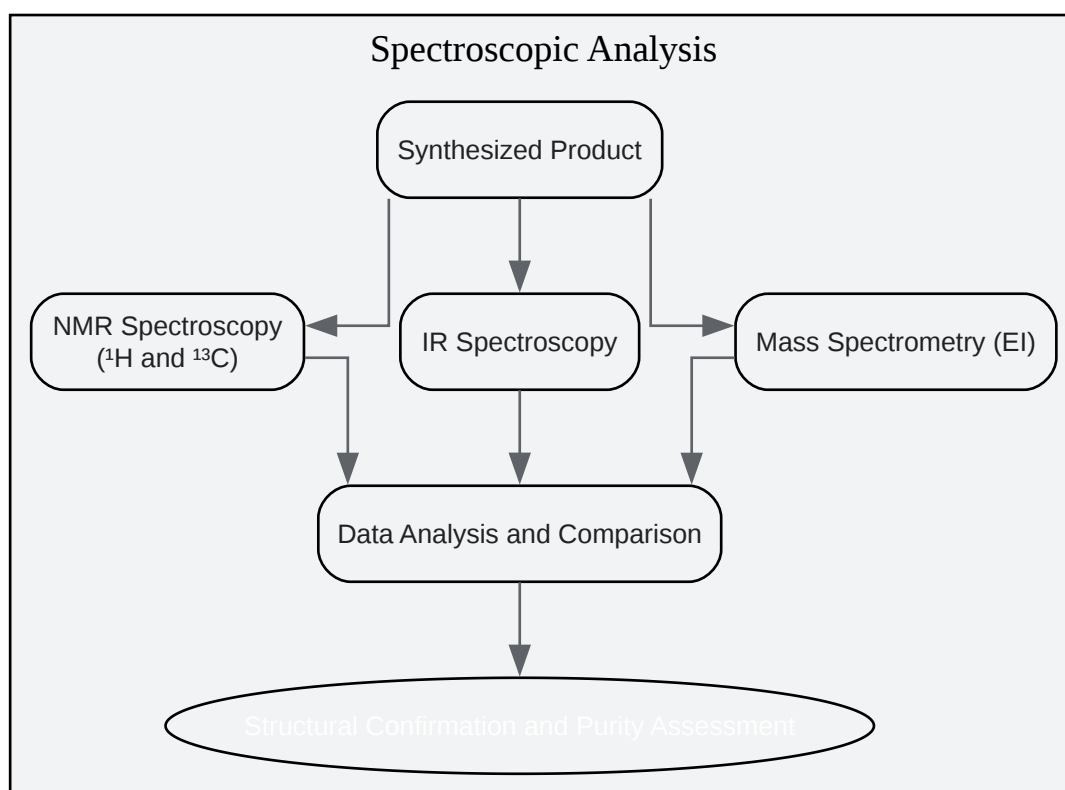 Spectroscopic Analysis
Synthesized Product
NMR Spectroscopy
(¹H and ¹³C)
IR Spectroscopy
Mass Spectrometry (EI)
Data Analysis and Comparison
Structural Confirmation and Purity Assessment